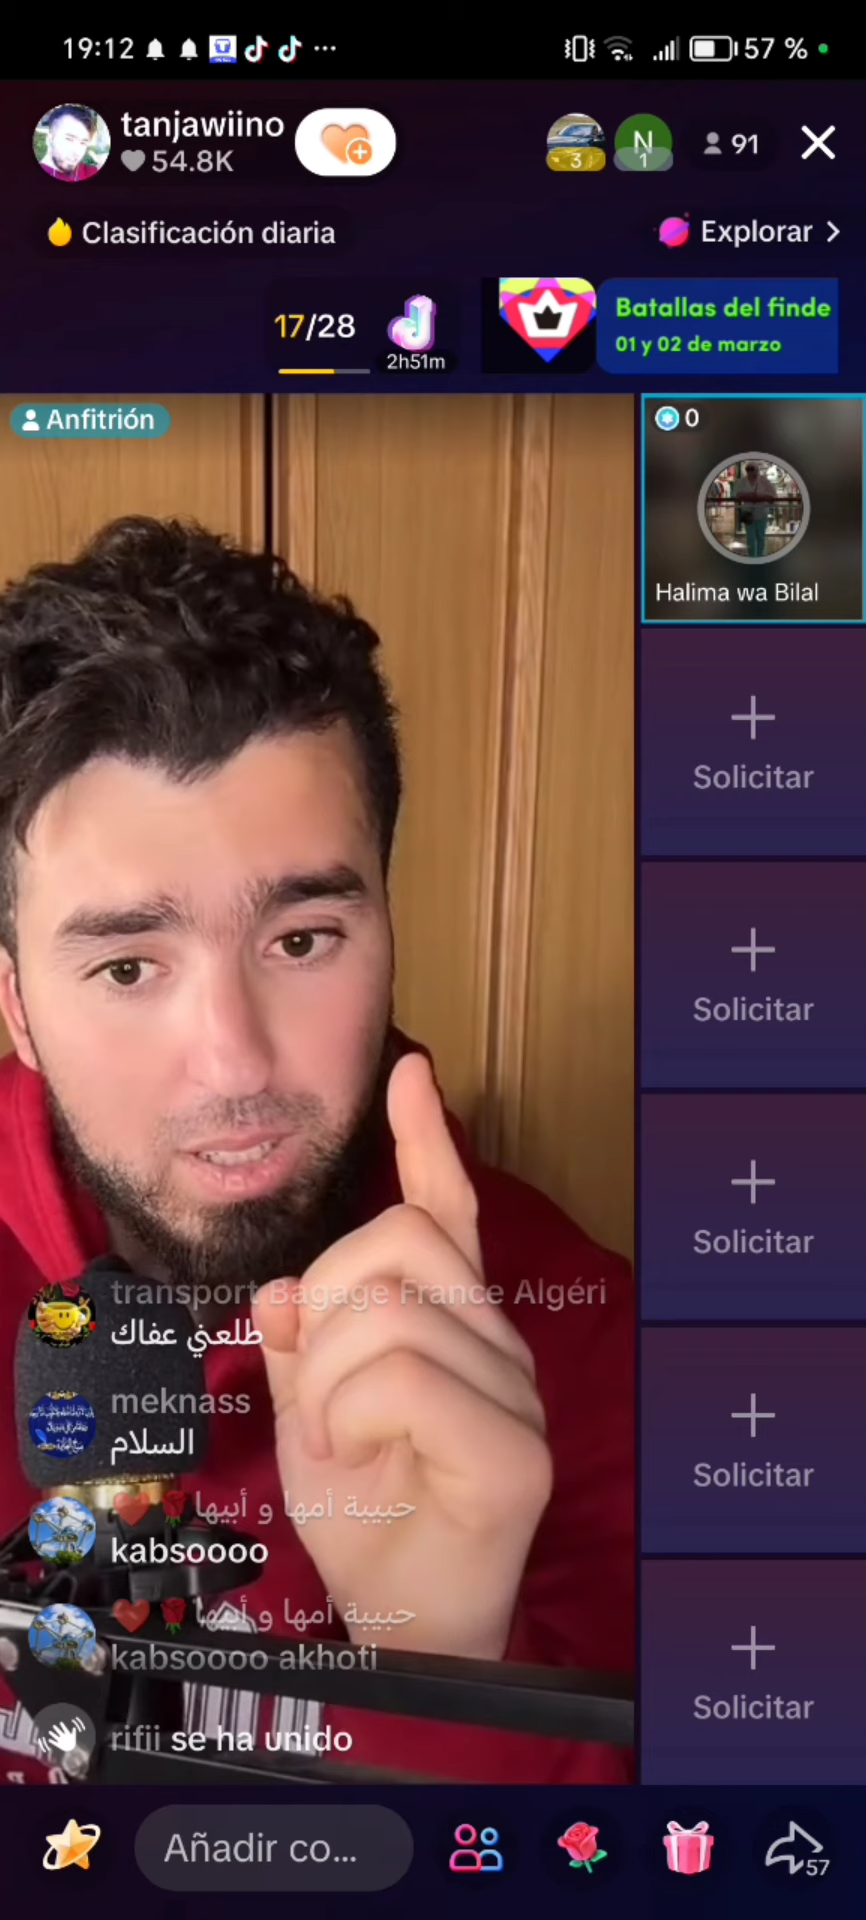 19:12
57 %
tanjawiino
54.8K
3
N
1
91
Clasificación diaria
Explorar
17/28
2h51m
Batallas del finde
01 y 02 de marzo
Anfitrión
0
Halima wa Bilal
Solicitar
Solicitar
Solicitar
Solicitar
Solicitar
transport Bagage France Algéri
طلعني عفاك
meknass
السلام
حبيبة أمها و أبيها
kabsoooo
حبيبة أمها و أبيها
kabsoooo akhoti
rifii se ha unido
Añadir co...
57